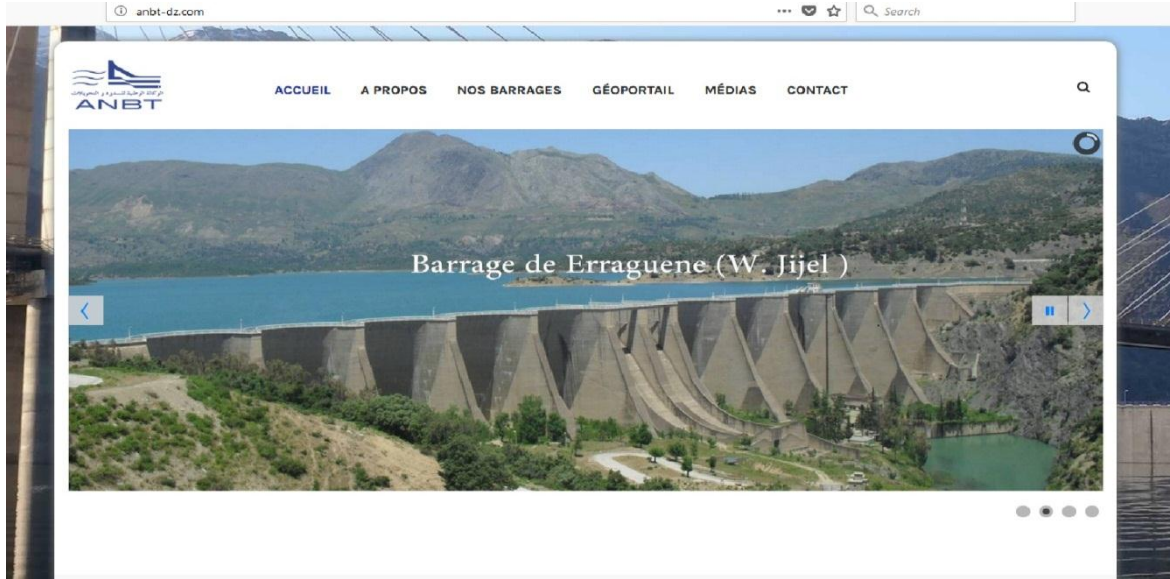 anbt-dz.com
Search
ANBT
ACCUEIL A PROPOS NOS BARRAGES GÉOPORTAIL MÉDIAS CONTACT
Barrage de Erraguene (W. Jijel )